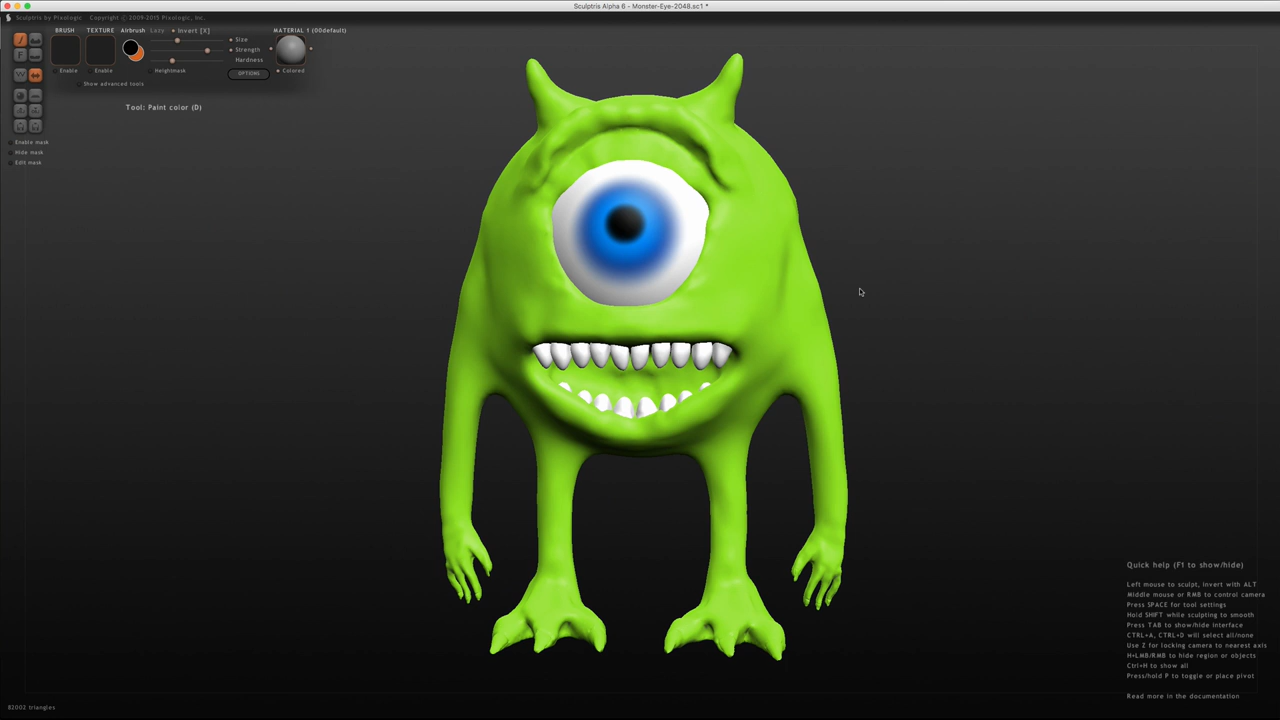 Sculptris Alpha 6 - Monster-Eye-2048.sc1 *
Sculptris by Pixologic Copyright ©2009-2015 Pixologic, Inc.
BRUSH TEXTURE Airbrush Lazy Invert [X] MATERIAL 1 (00default)
Size
Strength
Hardness
Enable Enable Heightmask OPTIONS Colored
Show advanced tools
Tool: Paint color (D)
Enable mask
Hide mask
Edit mask
Quick help (F1 to show/hide)
Left mouse to sculpt, invert with ALT
Middle mouse or RMB to control camera
Press SPACE for tool settings
Hold SHIFT while sculpting to smooth
Press TAB to show/hide interface
CTRL+A, CTRL+D will select all/none
Use Z for locking camera to nearest axis
H+LMB/RMB to hide region or objects
Ctrl+H to show all
Press/hold P to toggle or place pivot
Read more in the documentation
82002 triangles